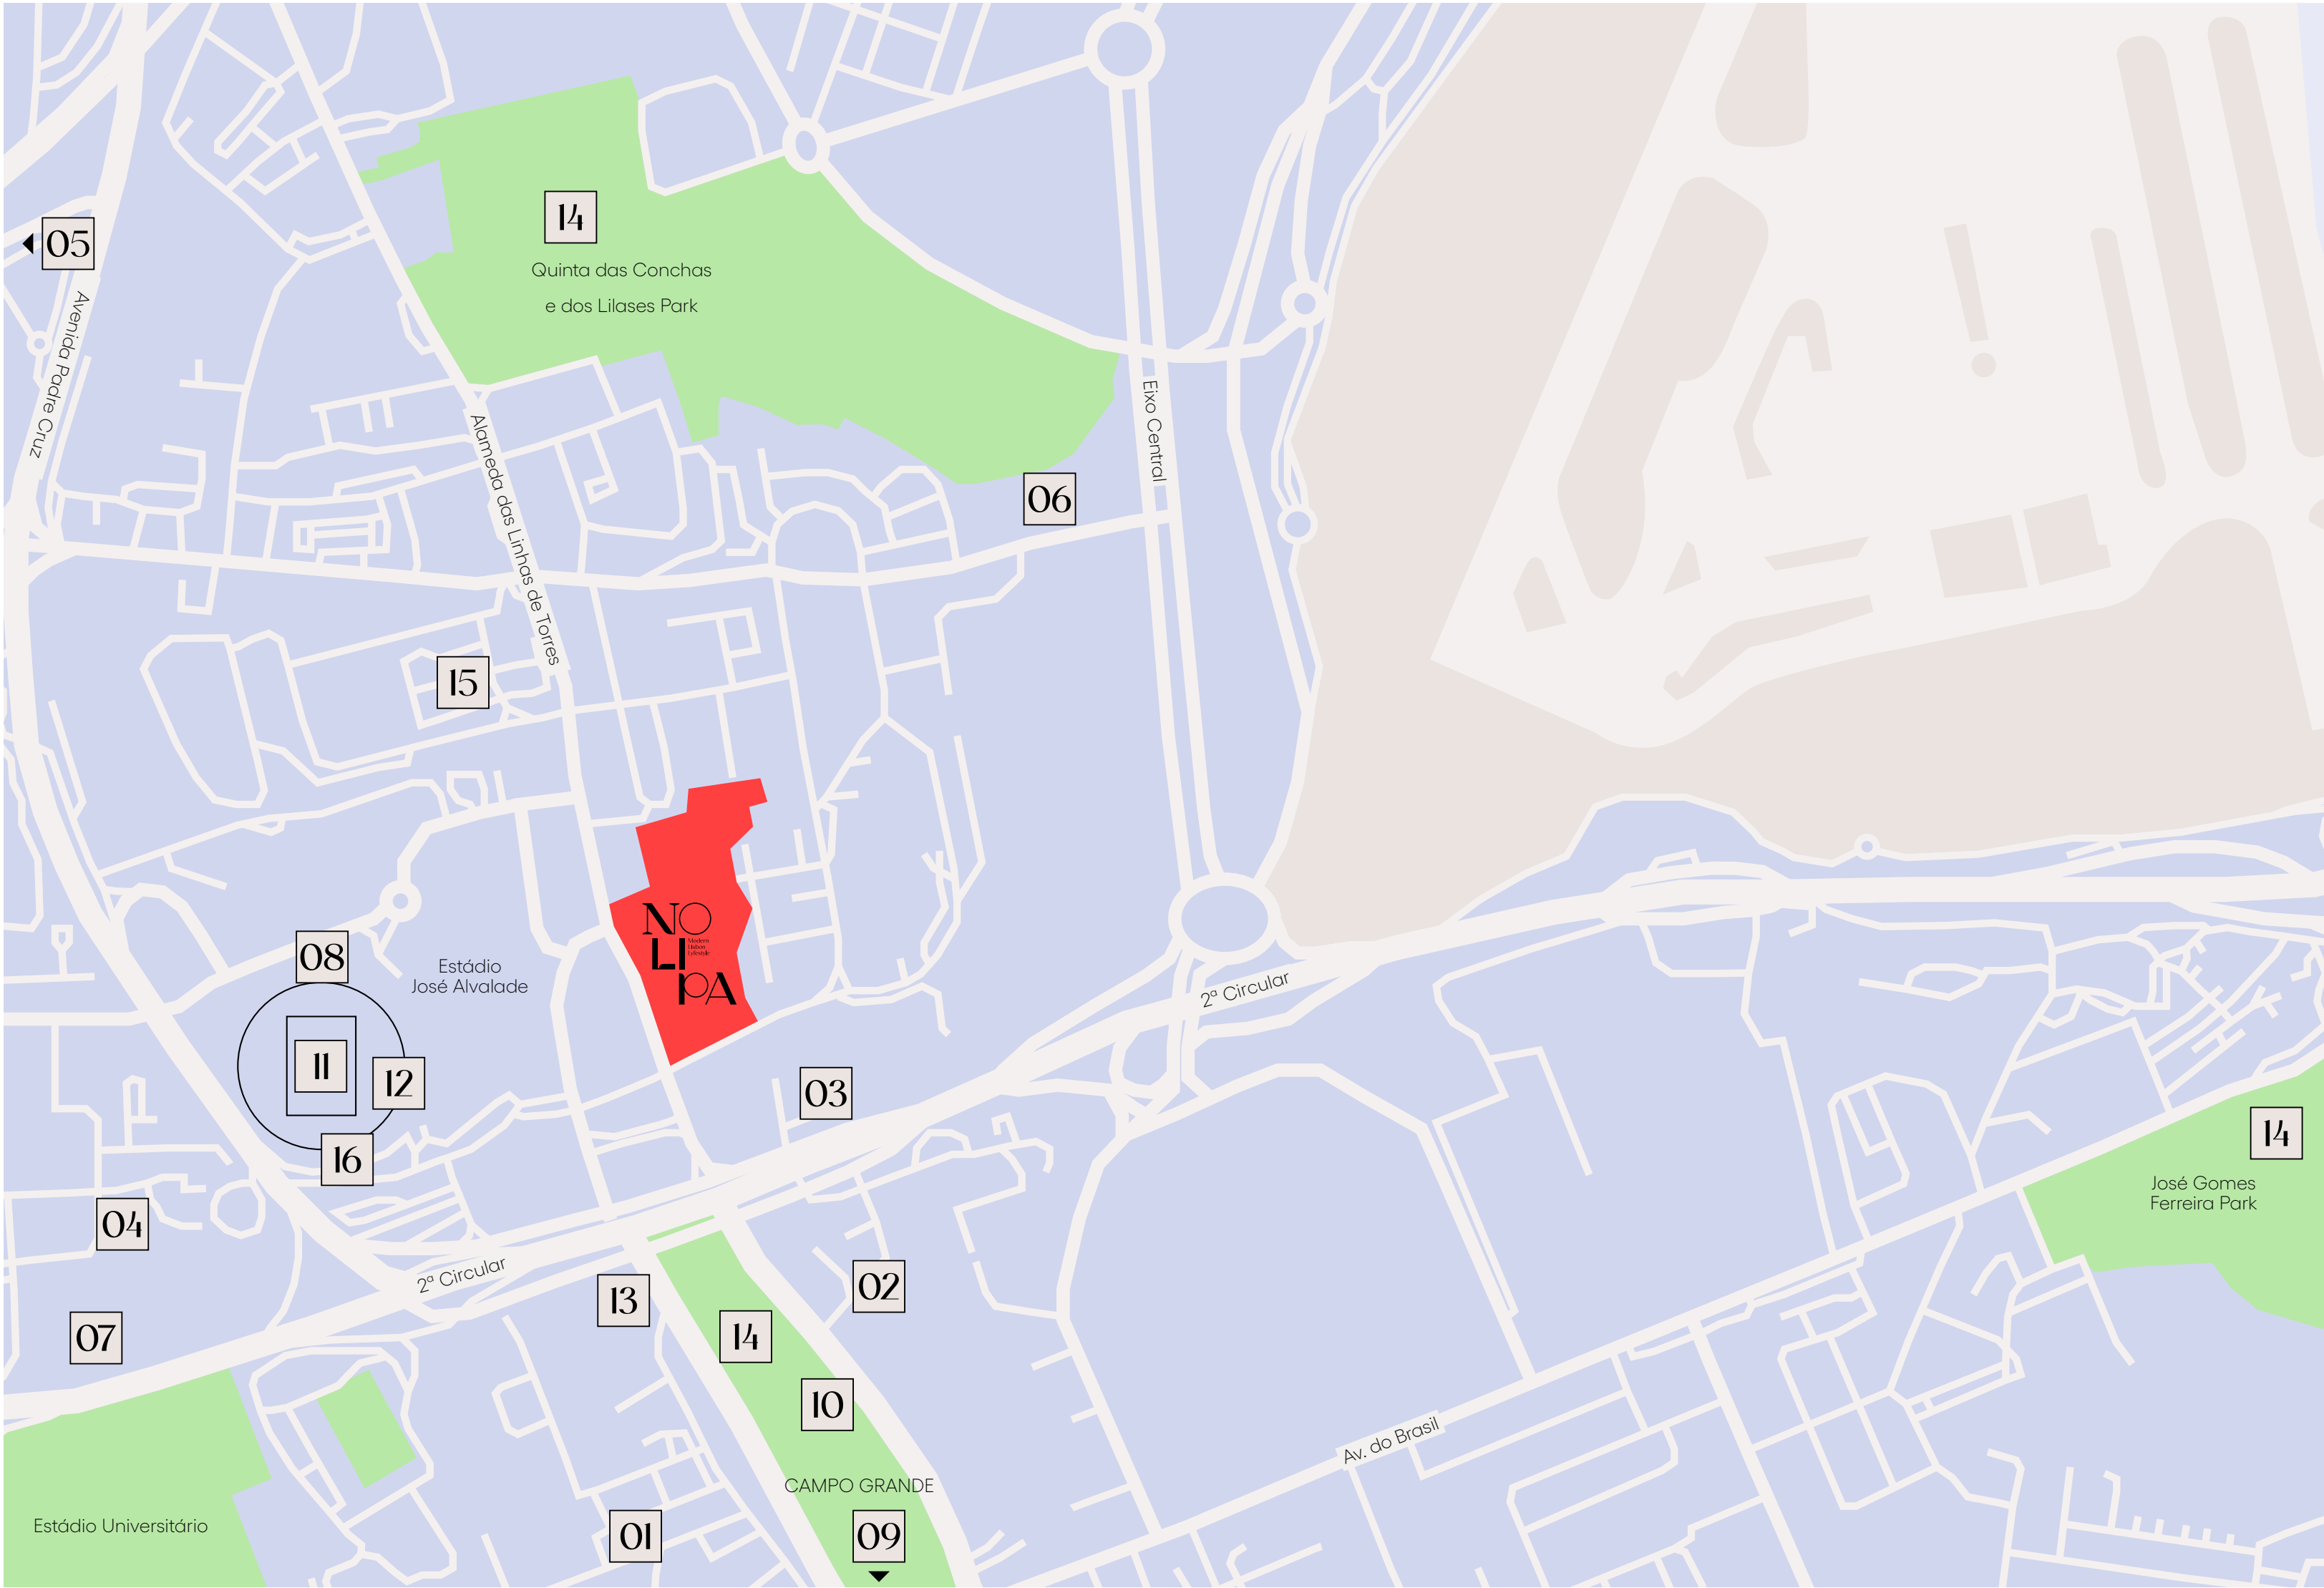 14
05
Quinta das Conchas
e dos Lilases Park
Avenida Padre Cruz
Eixo Central
Alameda das Linhas de Torres
06
15
NO
LI
Modern
Lisbon
Lifestyle
PA
08
Estádio
José Alvalade
2ª Circular
11
12
03
16
14
José Gomes
Ferreira Park
04
2ª Circular
02
13
07
14
10
Av. do Brasil
CAMPO GRANDE
Estádio Universitário
01
09